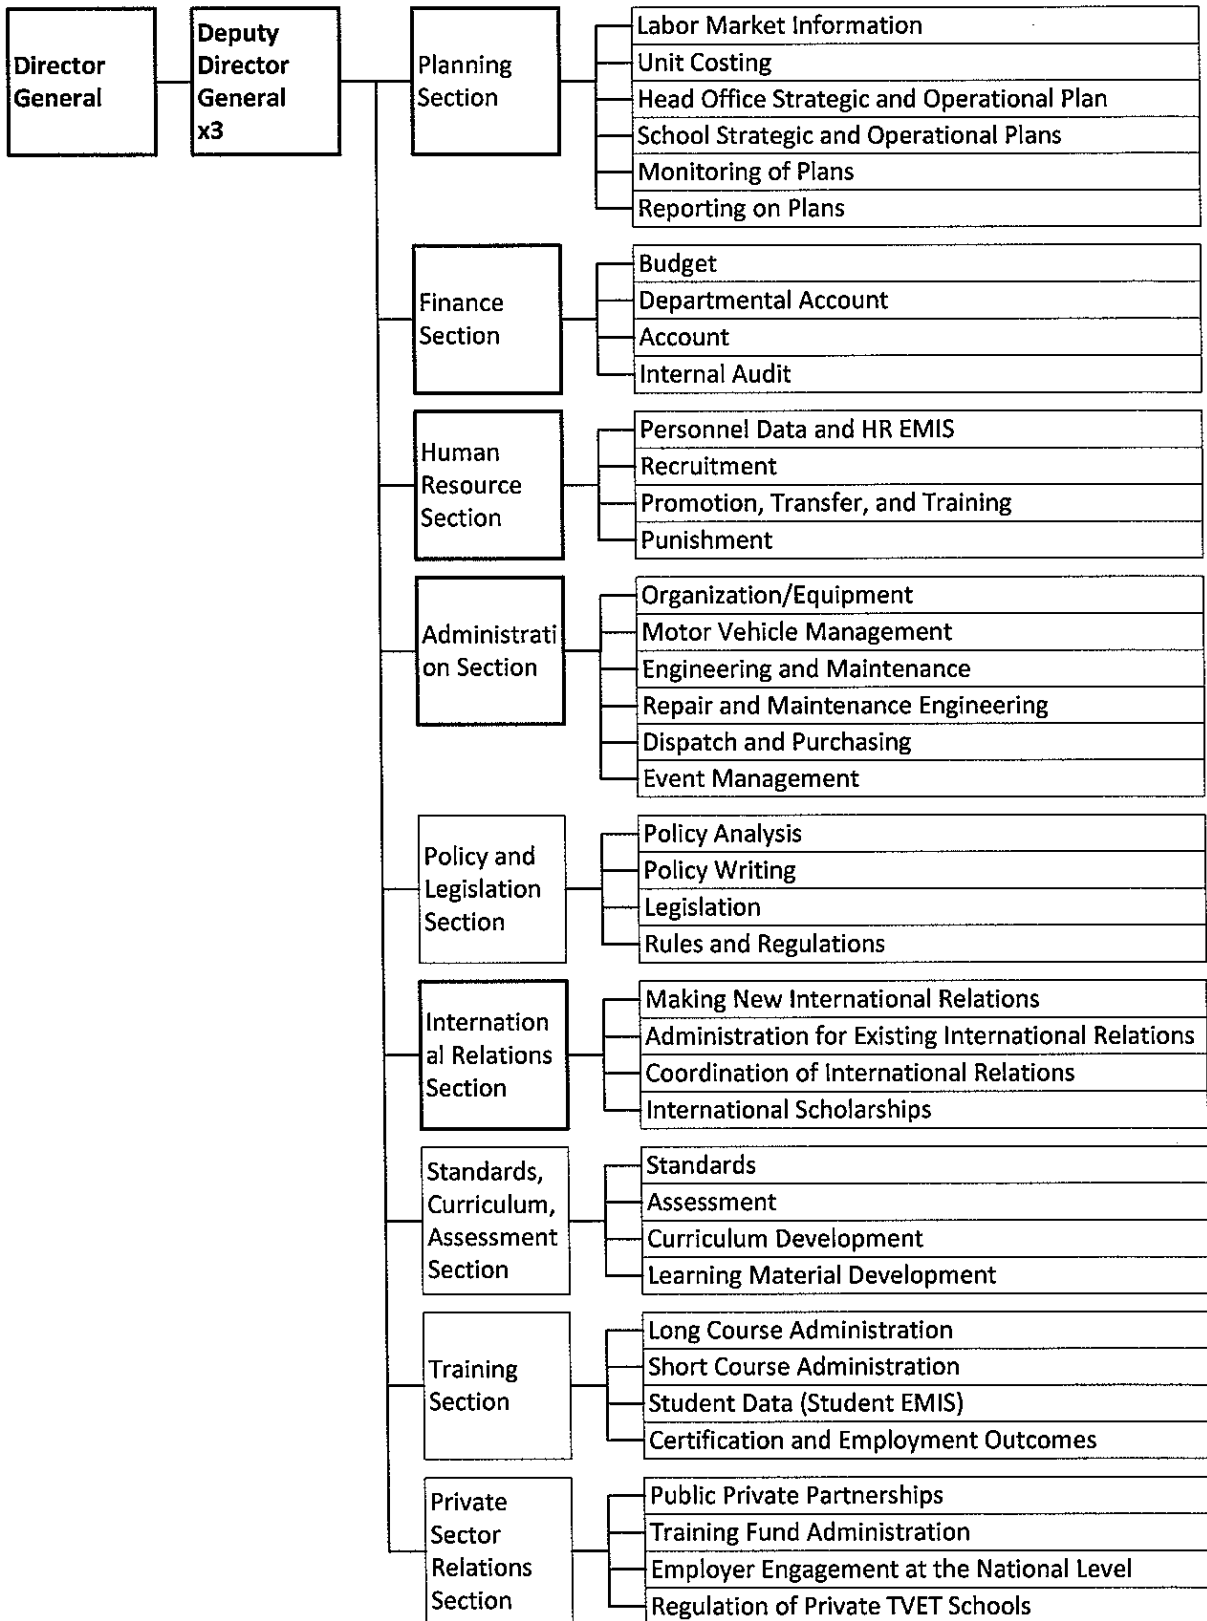 Director
General
Deputy
Director
General
x3
Planning
Section
Labor Market Information
Unit Costing
Head Office Strategic and Operational Plan
School Strategic and Operational Plans
Monitoring of Plans
Reporting on Plans
Finance
Section
Budget
Departmental Account
Account
Internal Audit
Human
Resource
Section
Personnel Data and HR EMIS
Recruitment
Promotion, Transfer, and Training
Punishment
Administrati
on Section
Organization/Equipment
Motor Vehicle Management
Engineering and Maintenance
Repair and Maintenance Engineering
Dispatch and Purchasing
Event Management
Policy and
Legislation
Section
Policy Analysis
Policy Writing
Legislation
Rules and Regulations
Internation
al Relations
Section
Making New International Relations
Administration for Existing International Relations
Coordination of International Relations
International Scholarships
Standards,
Curriculum,
Assessment
Section
Standards
Assessment
Curriculum Development
Learning Material Development
Training
Section
Long Course Administration
Short Course Administration
Student Data (Student EMIS)
Certification and Employment Outcomes
Private
Sector
Relations
Section
Public Private Partnerships
Training Fund Administration
Employer Engagement at the National Level
Regulation of Private TVET Schools